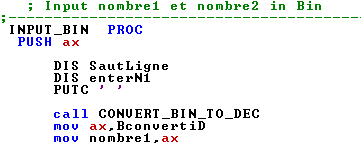 ; Input nombre1 et nombre2 in Bin
;----------------------------------------------
INPUT_BIN PROC
PUSH ax
DIS SautLigne
DIS enterN1
PUTC ' '
call CONVERT_BIN_TO_DEC
mov ax,BconvertiD
mov nombre1,ax